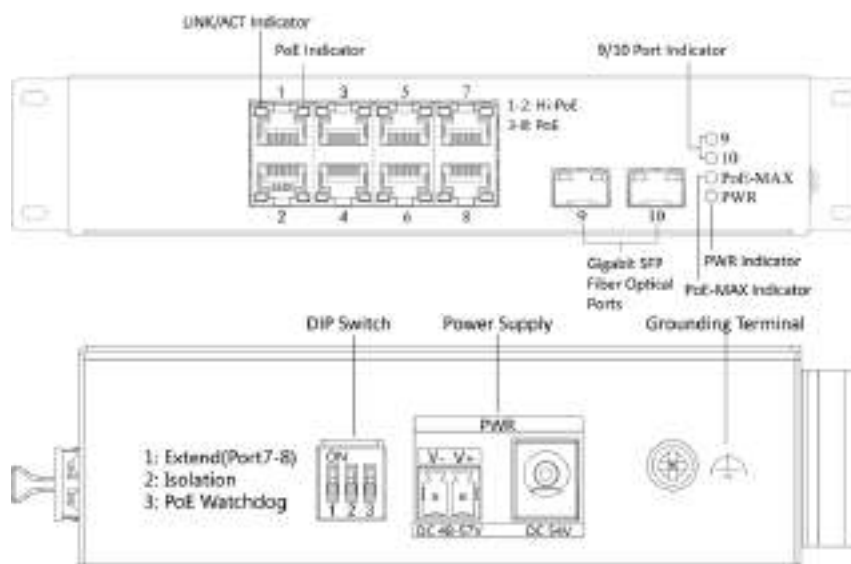 LINK/ACT Indicator
PoE Indicator
9/10 Port Indicator
1 3 5 7
1-2: Hi-PoE
3-8: PoE
9
10
PoE-MAX
PWR
2 4 6 8
9 10
Gigabit SFP
Fiber Optical
Ports
PWR Indicator
PoE-MAX Indicator
DIP Switch
Power Supply
Grounding Terminal
PWR
1: Extend(Port7-8)
2: Isolation
3: PoE Watchdog
ON
1 2 3
V- V+
DC 48-57V
DC 54V